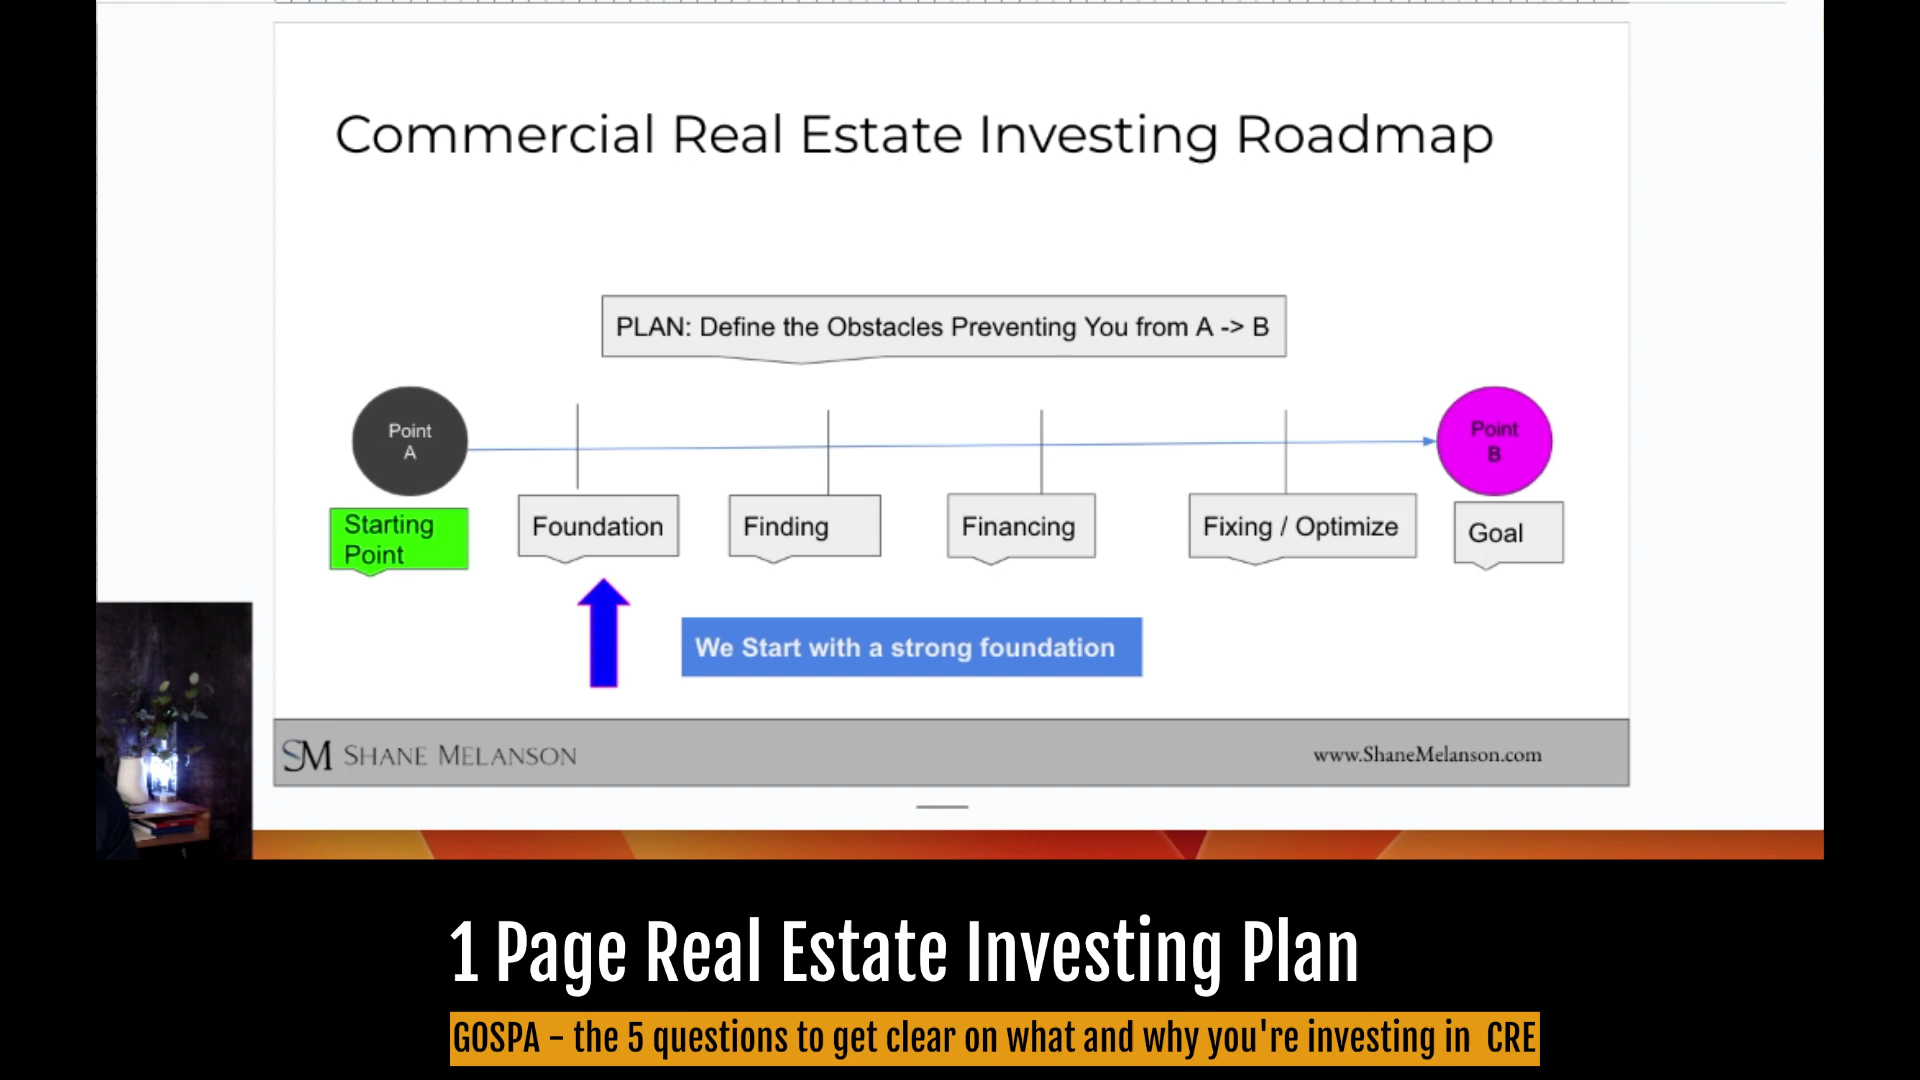 Commercial Real Estate Investing Roadmap
PLAN: Define the Obstacles Preventing You from A -> B
Point
A
Point
B
Starting
Point
Foundation
Finding
Financing
Fixing / Optimize
Goal
We Start with a strong foundation
SM SHANE MELANSON
www.ShaneMelanson.com
1 Page Real Estate Investing Plan
GOSPA - the 5 questions to get clear on what and why you're investing in CRE